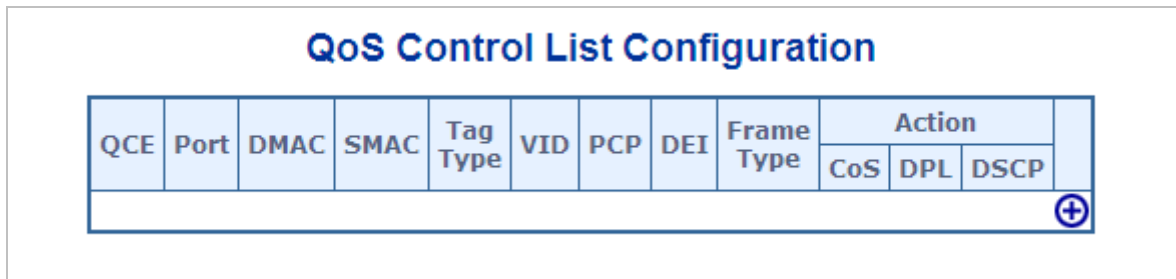 QoS Control List Configuration
QCE Port DMAC SMAC Tag Type VID PCP DEI Frame Type Action
CoS DPL DSCP